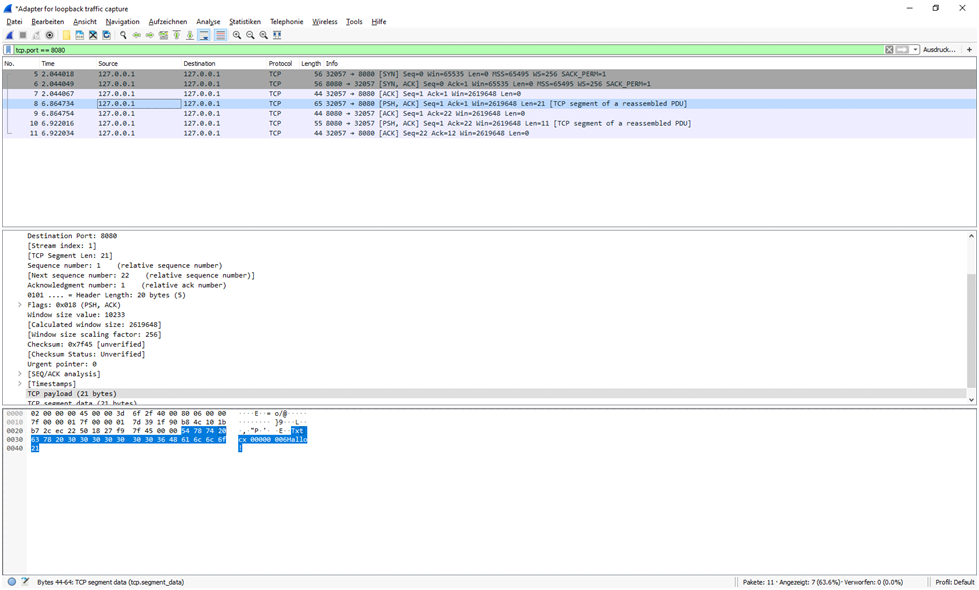 *Adapter for loopback traffic capture
Datei Bearbeiten Ansicht Navigation Aufzeichnen Analyse Statistiken Telephonie Wireless Tools Hilfe
tcp.port == 8080 Ausdruck… +
No. Time Source Destination Protocol Length Info
5 2.044018 127.0.0.1 127.0.0.1 TCP 56 32057 → 8080 [SYN] Seq=0 Win=65535 Len=0 MSS=65495 WS=256 SACK_PERM=1
6 2.044049 127.0.0.1 127.0.0.1 TCP 56 8080 → 32057 [SYN, ACK] Seq=0 Ack=1 Win=65535 Len=0 MSS=65495 WS=256 SACK_PERM=1
7 2.044067 127.0.0.1 127.0.0.1 TCP 44 32057 → 8080 [ACK] Seq=1 Ack=1 Win=2619648 Len=0
8 6.864734 127.0.0.1 127.0.0.1 TCP 65 32057 → 8080 [PSH, ACK] Seq=1 Ack=1 Win=2619648 Len=21 [TCP segment of a reassembled PDU]
9 6.864754 127.0.0.1 127.0.0.1 TCP 44 8080 → 32057 [ACK] Seq=1 Ack=22 Win=2619648 Len=0
10 6.922016 127.0.0.1 127.0.0.1 TCP 55 8080 → 32057 [PSH, ACK] Seq=1 Ack=22 Win=2619648 Len=11 [TCP segment of a reassembled PDU]
11 6.922034 127.0.0.1 127.0.0.1 TCP 44 32057 → 8080 [ACK] Seq=22 Ack=12 Win=2619648 Len=0
Destination Port: 8080
[Stream index: 1]
[TCP Segment Len: 21]
Sequence number: 1 (relative sequence number)
[Next sequence number: 22 (relative sequence number)]
Acknowledgment number: 1 (relative ack number)
0101 .... = Header Length: 20 bytes (5)
Flags: 0x018 (PSH, ACK)
Window size value: 10233
[Calculated window size: 2619648]
[Window size scaling factor: 256]
Checksum: 0x7f45 [unverified]
[Checksum Status: Unverified]
Urgent pointer: 0
[SEQ/ACK analysis]
[Timestamps]
TCP payload (21 bytes)
TCP segment data (21 bytes)
0000 02 00 00 00 45 00 00 3d 6f 2f 40 00 80 06 00 00 ····E··= o/@·····
0010 7f 00 00 01 7f 00 00 01 7d 39 1f 90 b8 4c 10 1b ········ }9···L··
0020 b7 2c ec 22 50 18 27 f9 7f 45 00 00 54 78 74 20 ·,·"P·'· ·E··Txt
0030 63 78 20 30 30 30 30 30 30 30 36 48 61 6c 6c 6f cx 00000 006Hallo
0040 21 !
Bytes 44-64: TCP segment data (tcp.segment_data) Pakete: 11 · Angezeigt: 7 (63.6%) · Verworfen: 0 (0.0%) Profil: Default